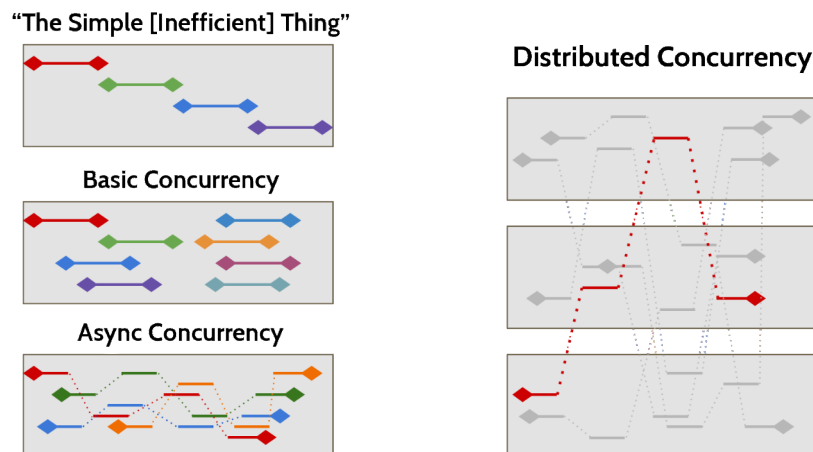 “The Simple [Inefficient] Thing”
Basic Concurrency
Async Concurrency
Distributed Concurrency